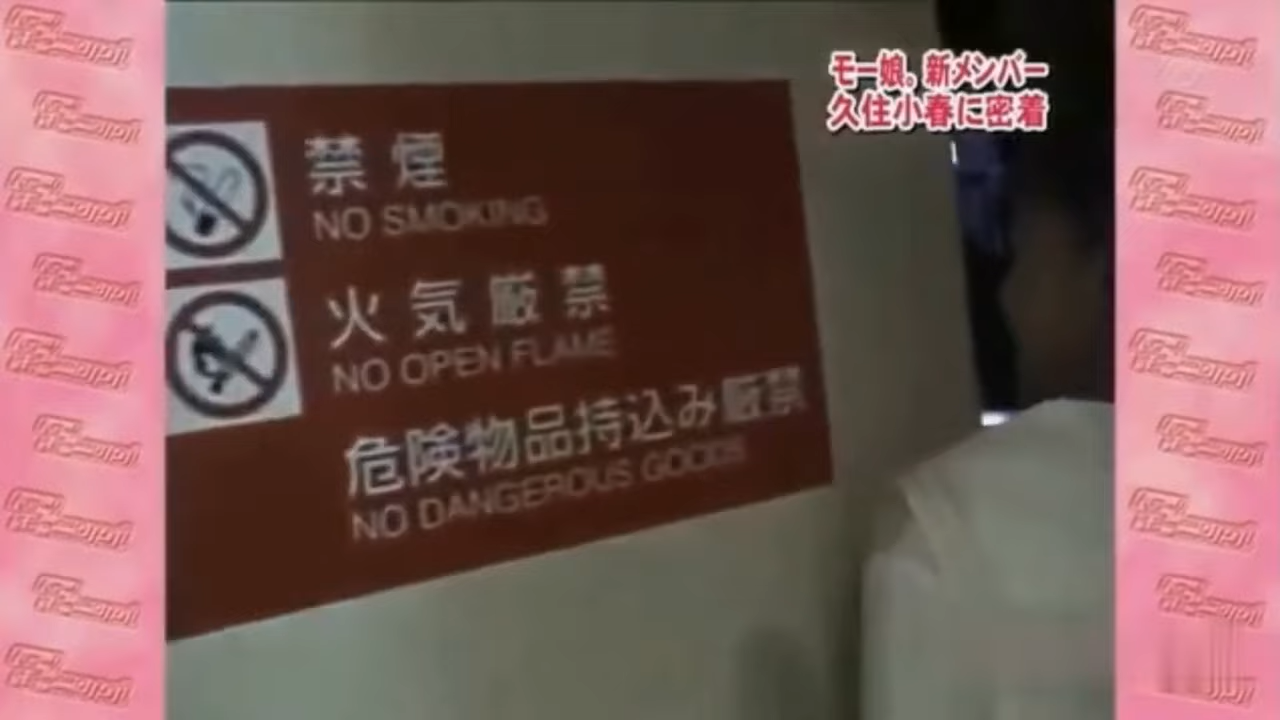 モー娘。新メンバー
久住小春に密着
禁煙
NO SMOKING
火気厳禁
NO OPEN FLAME
危険物品持込み厳禁
NO DANGEROUS GOODS